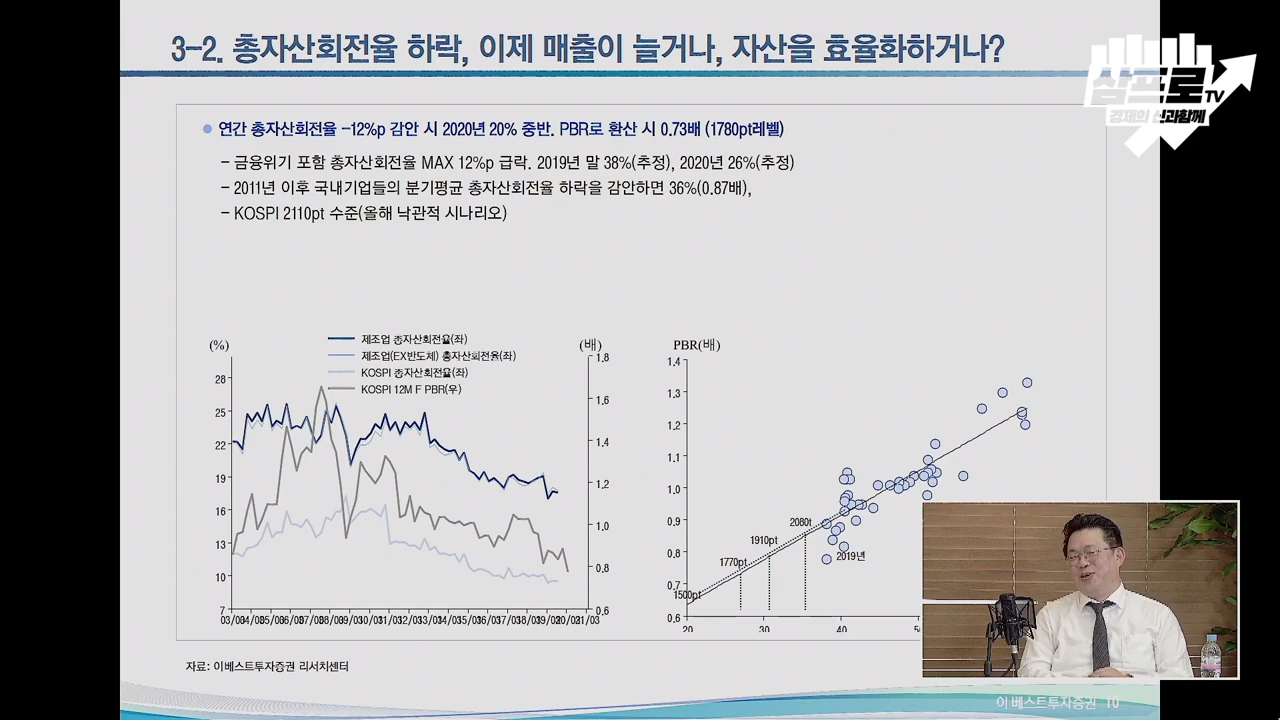 3-2. 총자산회전율 하락, 이제 매출이 늘거나, 자산을 효율화하거나?
삼프로TV
경제의 신과함께
연간 총자산회전율 -12%p 감안 시 2020년 20% 중반. PBR로 환산 시 0.73배 (1780pt레벨)
- 금융위기 포함 총자산회전율 MAX 12%p 급락. 2019년 말 38%(추정), 2020년 26%(추정)
- 2011년 이후 국내기업들의 분기평균 총자산회전율 하락을 감안하면 36%(0.87배),
- KOSPI 2110pt 수준(올해 낙관적 시나리오)
(%)
제조업 총자산회전율(좌)
제조업(EX반도체) 총자산회전율(좌)
KOSPI 총자산회전율(좌)
KOSPI 12M F PBR(우)
(배)
28
25
22
19
16
13
10
7
1.8
1.6
1.4
1.2
1.0
0.8
0.6
PBR(배)
1.4
1.3
1.2
1.1
1.0
0.9
0.8
0.7
0.6
2080t
1910pt
1770pt
1500pt
2019년
20
30
40
자료: 이베스트투자증권 리서치센터
이베스트투자증권 10